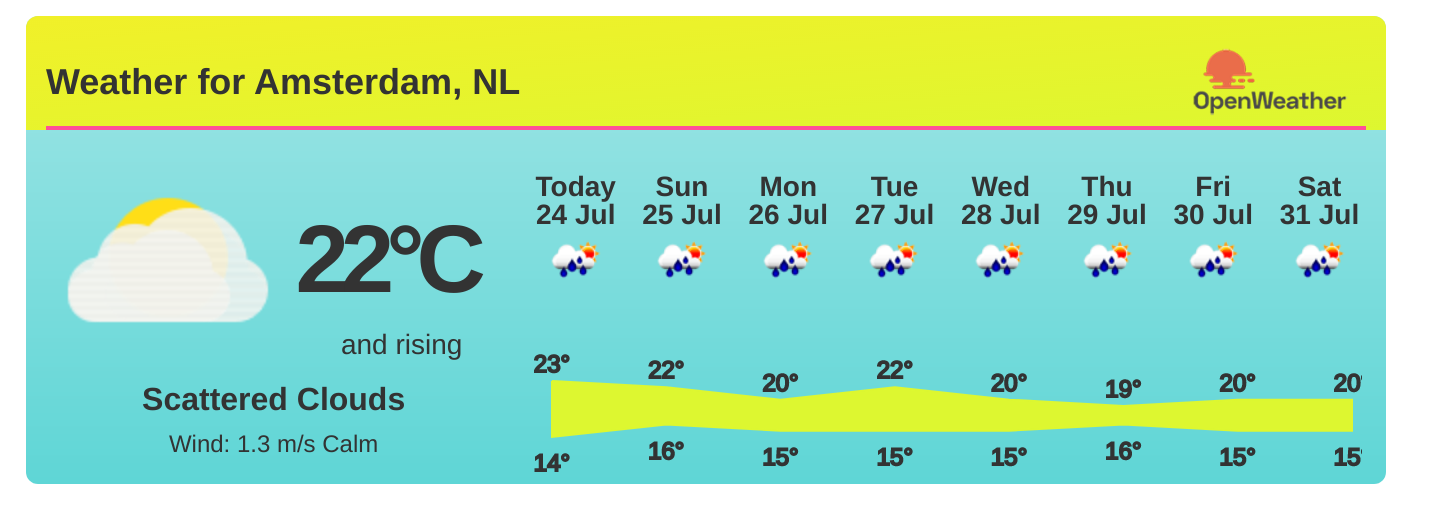 Weather for Amsterdam, NL
OpenWeather
22°C
and rising
Scattered Clouds
Wind: 1.3 m/s Calm
Today Sun Mon Tue Wed Thu Fri Sat
24 Jul 25 Jul 26 Jul 27 Jul 28 Jul 29 Jul 30 Jul 31 Jul
23° 22° 20° 22° 20° 19° 20° 20°
14° 16° 15° 15° 15° 16° 15° 15°